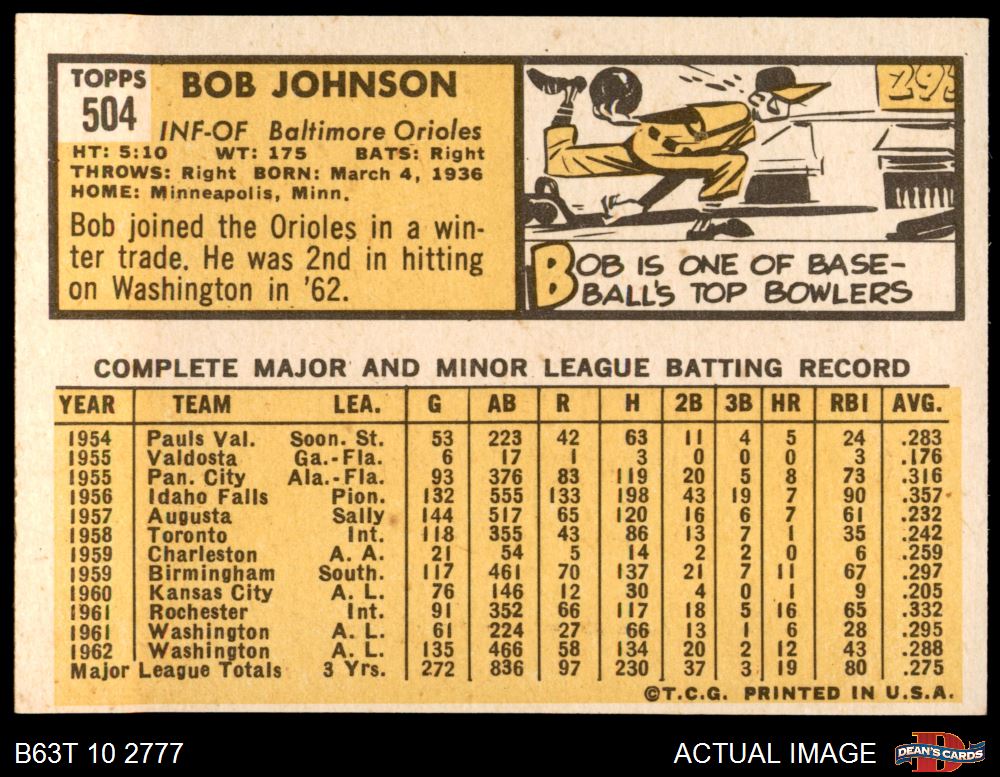 TOPPS
504
BOB JOHNSON
INF-OF Baltimore Orioles
HT: 5:10 WT: 175 BATS: Right
THROWS: Right BORN: March 4, 1936
HOME: Minneapolis, Minn.
Bob joined the Orioles in a win-
ter trade. He was 2nd in hitting
on Washington in '62.
BOB IS ONE OF BASE-
BALL'S TOP BOWLERS
COMPLETE MAJOR AND MINOR LEAGUE BATTING RECORD
YEAR TEAM LEA. G AB R H 2B 3B HR RBI AVG.
1954 Pauls Val. Soon. St. 53 223 42 63 11 4 5 24 .283
1955 Valdosta Ga.-Fla. 6 17 1 3 0 0 0 3 .176
1955 Pan. City Ala.-Fla. 93 376 83 119 20 5 8 73 .316
1956 Idaho Falls Pion. 132 555 133 198 43 19 7 90 .357
1957 Augusta Sally 144 517 65 120 16 6 7 61 .232
1958 Toronto Int. 118 355 43 86 13 7 1 35 .242
1959 Charleston A. A. 21 54 5 14 2 2 0 6 .259
1959 Birmingham South. 117 461 70 137 21 7 11 67 .297
1960 Kansas City A. L. 76 146 12 30 4 0 1 9 .205
1961 Rochester Int. 91 352 66 117 18 5 16 65 .332
1961 Washington A. L. 61 224 27 66 13 1 6 28 .295
1962 Washington A. L. 135 466 58 134 20 2 12 43 .288
Major League Totals 3 Yrs. 272 836 97 230 37 3 19 80 .275
©T.C.G. PRINTED IN U.S.A.
B63T 10 2777
ACTUAL IMAGE
DEAN'S CARDS